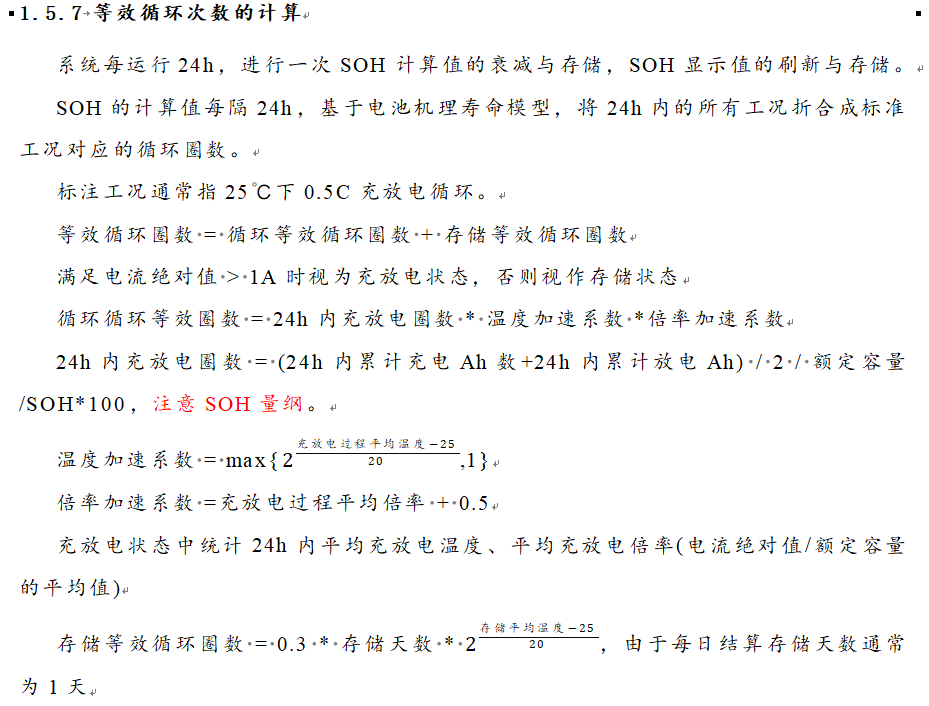 1.5.7 等效循环次数的计算
系统每运行 24h，进行一次 SOH 计算值的衰减与存储，SOH 显示值的刷新与存储。
SOH 的计算值每隔 24h，基于电池机理寿命模型，将 24h 内的所有工况折合成标准
工况对应的循环圈数。
标注工况通常指 25℃下 0.5C 充放电循环。
等效循环圈数 = 循环等效循环圈数 + 存储等效循环圈数
满足电流绝对值 > 1A 时视为充放电状态，否则视作存储状态
循环循环等效圈数 = 24h 内充放电圈数 * 温度加速系数 *倍率加速系数
24h 内充放电圈数 = (24h 内累计充电 Ah 数+24h 内累计放电 Ah) / 2 / 额定容量
/SOH*100，注意 SOH 量纲。
温度加速系数 = max{2^((充放电过程平均温度−25)/20),1}
倍率加速系数 =充放电过程平均倍率 + 0.5
充放电状态中统计 24h 内平均充放电温度、平均充放电倍率(电流绝对值/额定容量
的平均值)
存储等效循环圈数 = 0.3 * 存储天数 * 2^((存储平均温度−25)/20)，由于每日结算存储天数通常
为 1 天